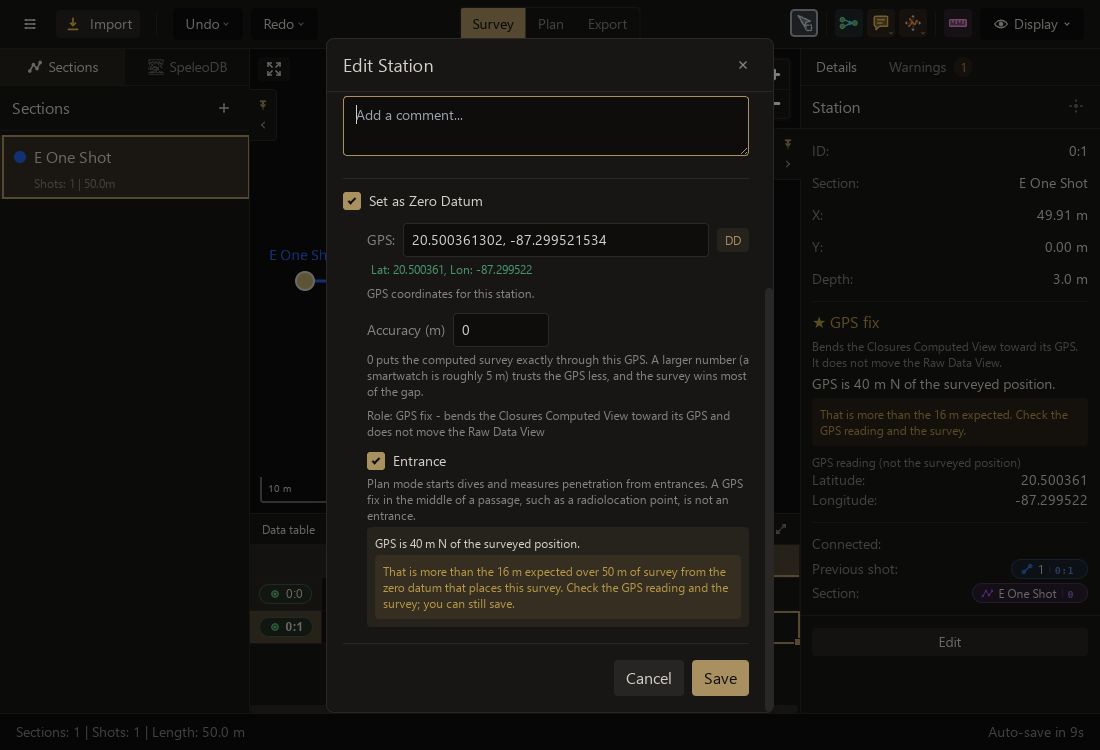 Import
Undo
Redo
Survey
Plan
Export
Display
Sections
SpeleoDB
Details
Warnings 1
Sections
E One Shot
Shots: 1 | 50.0m
E One Sh
10 m
Data table
0:0
0:1
Edit Station
Add a comment...
Set as Zero Datum
GPS: 20.500361302, -87.299521534 DD
Lat: 20.500361, Lon: -87.299522
GPS coordinates for this station.
Accuracy (m) 0
0 puts the computed survey exactly through this GPS. A larger number (a
smartwatch is roughly 5 m) trusts the GPS less, and the survey wins most
of the gap.
Role: GPS fix - bends the Closures Computed View toward its GPS and
does not move the Raw Data View
Entrance
Plan mode starts dives and measures penetration from entrances. A GPS
fix in the middle of a passage, such as a radiolocation point, is not an
entrance.
GPS is 40 m N of the surveyed position.
That is more than the 16 m expected over 50 m of survey from the
zero datum that places this survey. Check the GPS reading and the
survey; you can still save.
Cancel
Save
Station
ID: 0:1
Section: E One Shot
X: 49.91 m
Y: 0.00 m
Depth: 3.0 m
★ GPS fix
Bends the Closures Computed View toward its GPS.
It does not move the Raw Data View.
GPS is 40 m N of the surveyed position.
That is more than the 16 m expected. Check the
GPS reading and the survey.
GPS reading (not the surveyed position)
Latitude: 20.500361
Longitude: -87.299522
Connected:
Previous shot: 1 0:1
Section: E One Shot 0
Edit
Sections: 1 | Shots: 1 | Length: 50.0 m
Auto-save in 9s